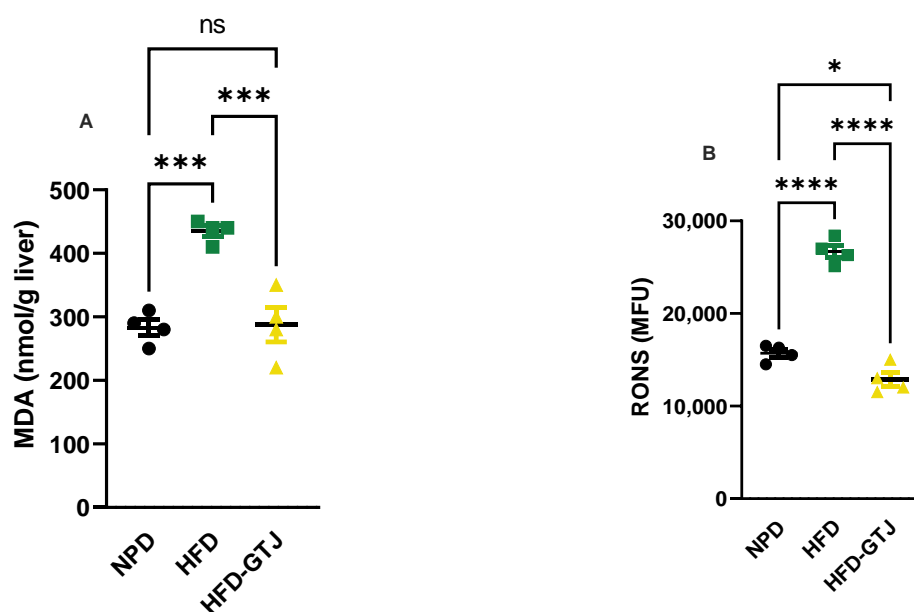 ns
***
A
***
500
400
300
200
100
0
MDA (nmol/g liver)
NPD
HFD
HFD-GTJ
*
****
B
****
30,000
20,000
10,000
0
RONS (MFU)
NPD
HFD
HFD-GTJ